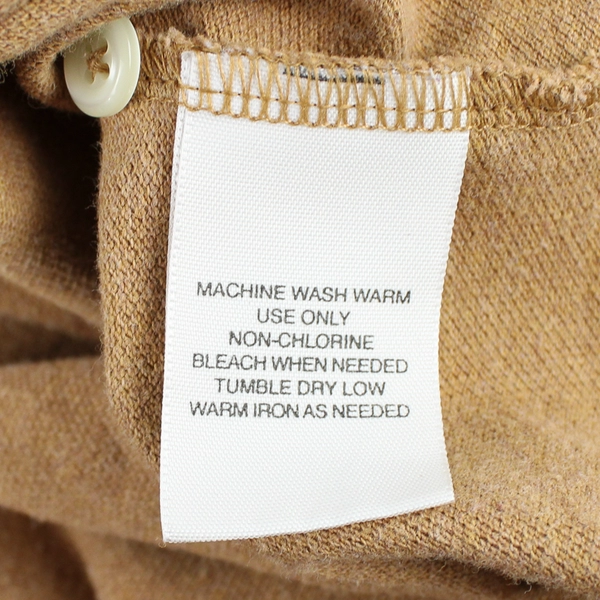 MACHINE WASH WARM
USE ONLY
NON-CHLORINE
BLEACH WHEN NEEDED
TUMBLE DRY LOW
WARM IRON AS NEEDED